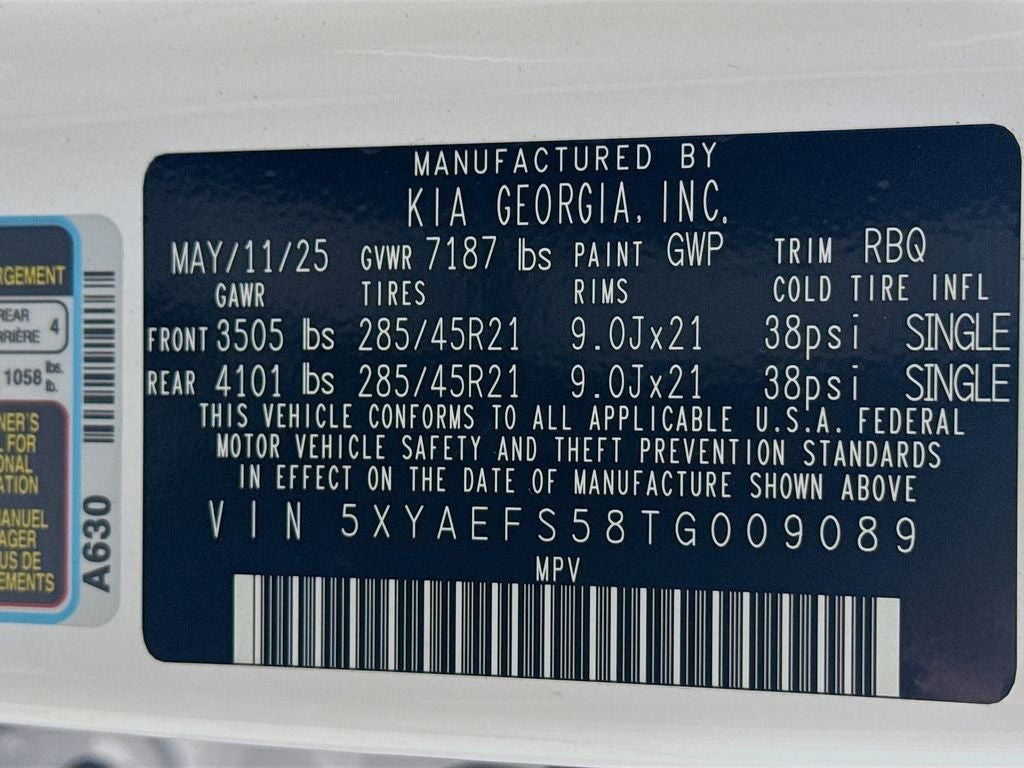 MANUFACTURED BY
KIA GEORGIA, INC.
MAY/11/25 GVWR 7187 lbs PAINT GWP TRIM RBQ
GAWR TIRES RIMS COLD TIRE INFL
FRONT 3505 lbs 285/45R21 9.0Jx21 38psi SINGLE
REAR 4101 lbs 285/45R21 9.0Jx21 38psi SINGLE
THIS VEHICLE CONFORMS TO ALL APPLICABLE U.S.A. FEDERAL
MOTOR VEHICLE SAFETY AND THEFT PREVENTION STANDARDS
IN EFFECT ON THE DATE OF MANUFACTURE SHOWN ABOVE
VIN 5XYAEFS58TG009089
MPV
RGEMENT
REAR
RRIÈRE 4
1058 lbs.
lb.
NER'S
L FOR
ONAL
ATION
MANUEL
AGER
US DE
EMENTS
A630